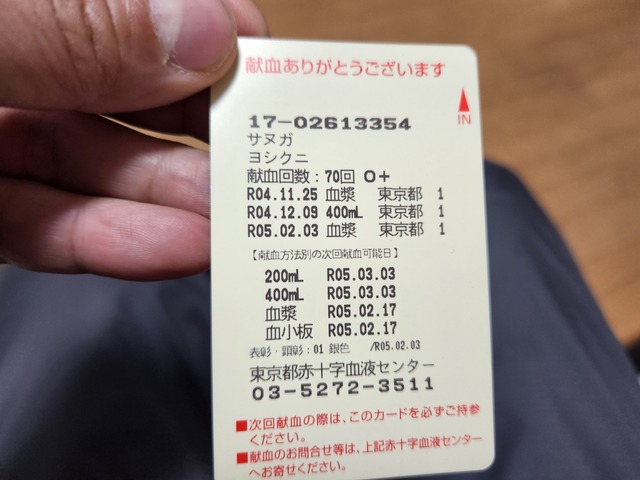 献血ありがとうございます
IN
17-02613354
サヌガ
ヨシクニ
献血回数：70回 O+
R04.11.25 血漿 東京都 1
R04.12.09 400mL 東京都 1
R05.02.03 血漿 東京都 1
【献血方法別の次回献血可能日】
200mL R05.03.03
400mL R05.03.03
血漿 R05.02.17
血小板 R05.02.17
表彰・顕彰：01 銀色 /R05.02.03
東京都赤十字血液センター
03-5272-3511
■次回献血の際は、このカードを必ずご持参
ください。
■献血のお問合せ等は、上記赤十字血液センター
へお寄せください。